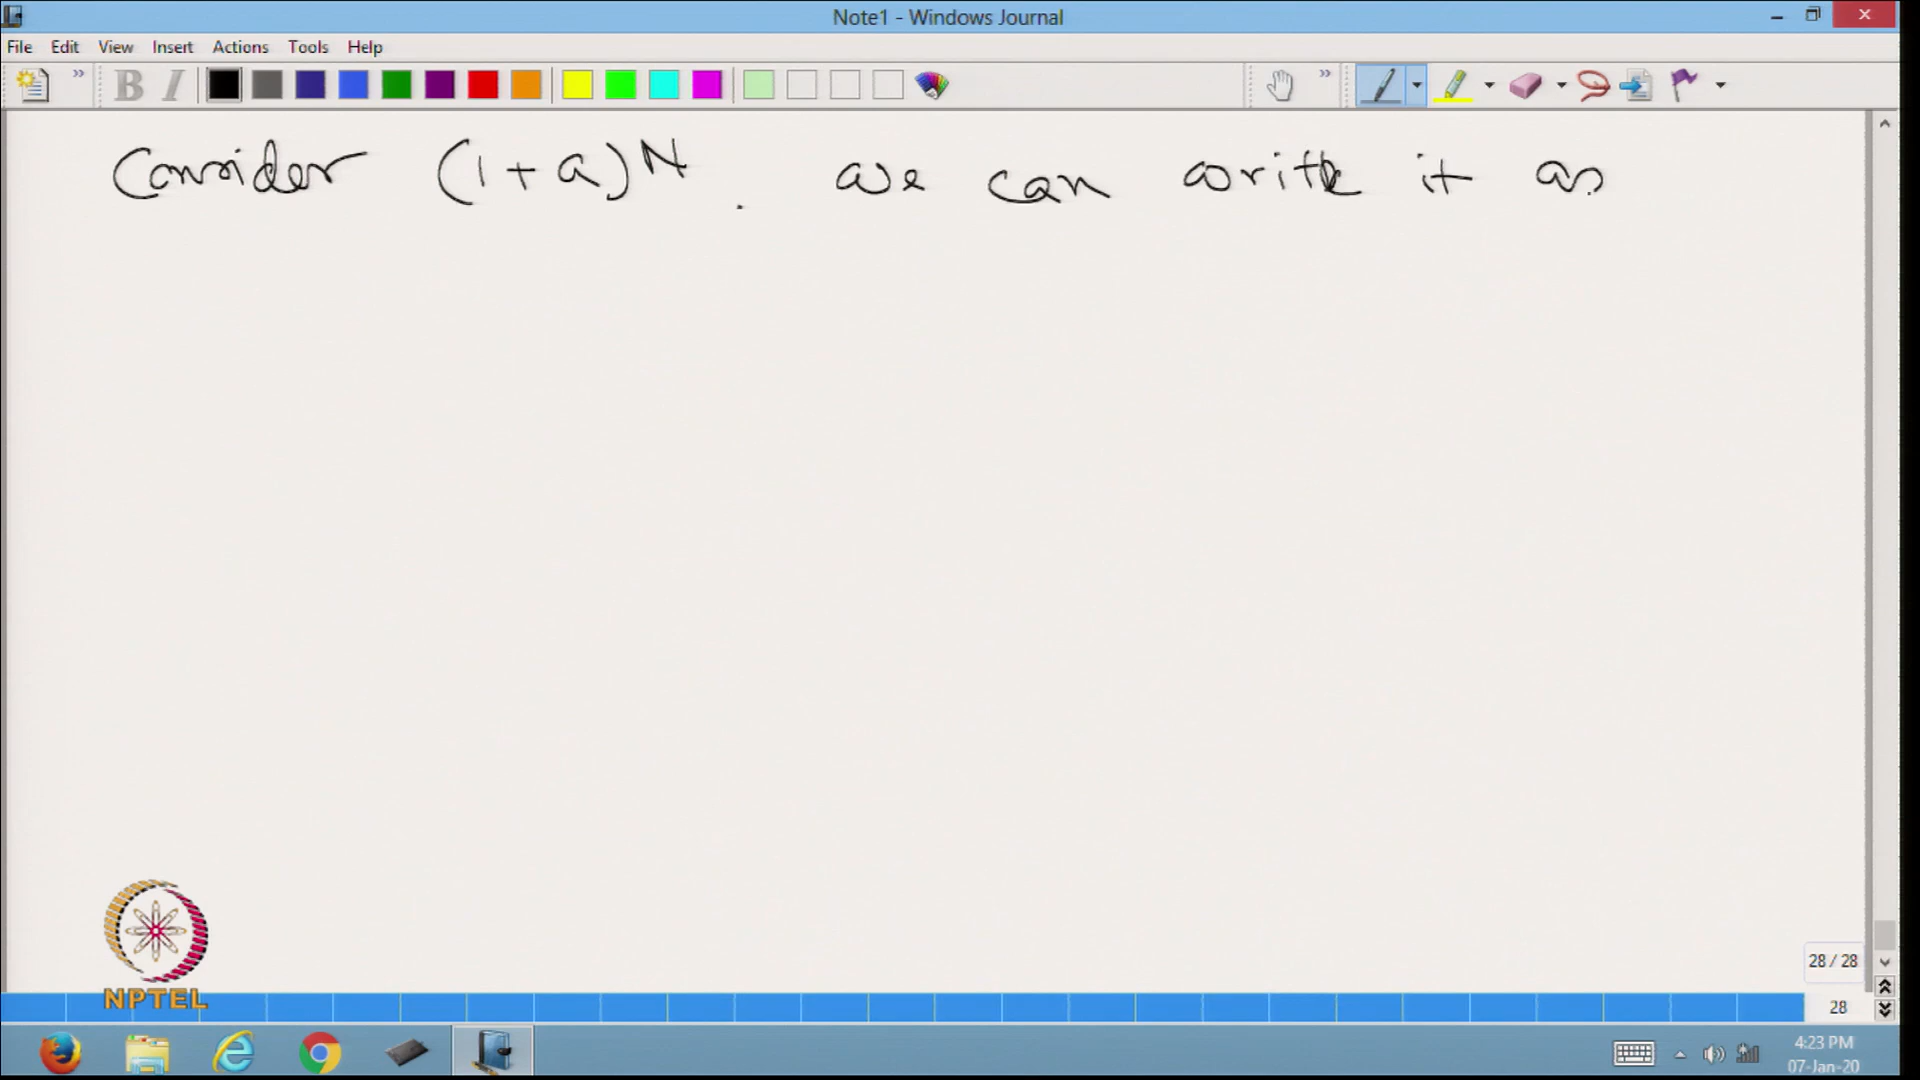 Note1 - Windows Journal
File Edit View Insert Actions Tools Help
B I
Consider (1+a)^N . we can write it as
28 / 28
NPTEL
28
4:23 PM
07-Jan-20